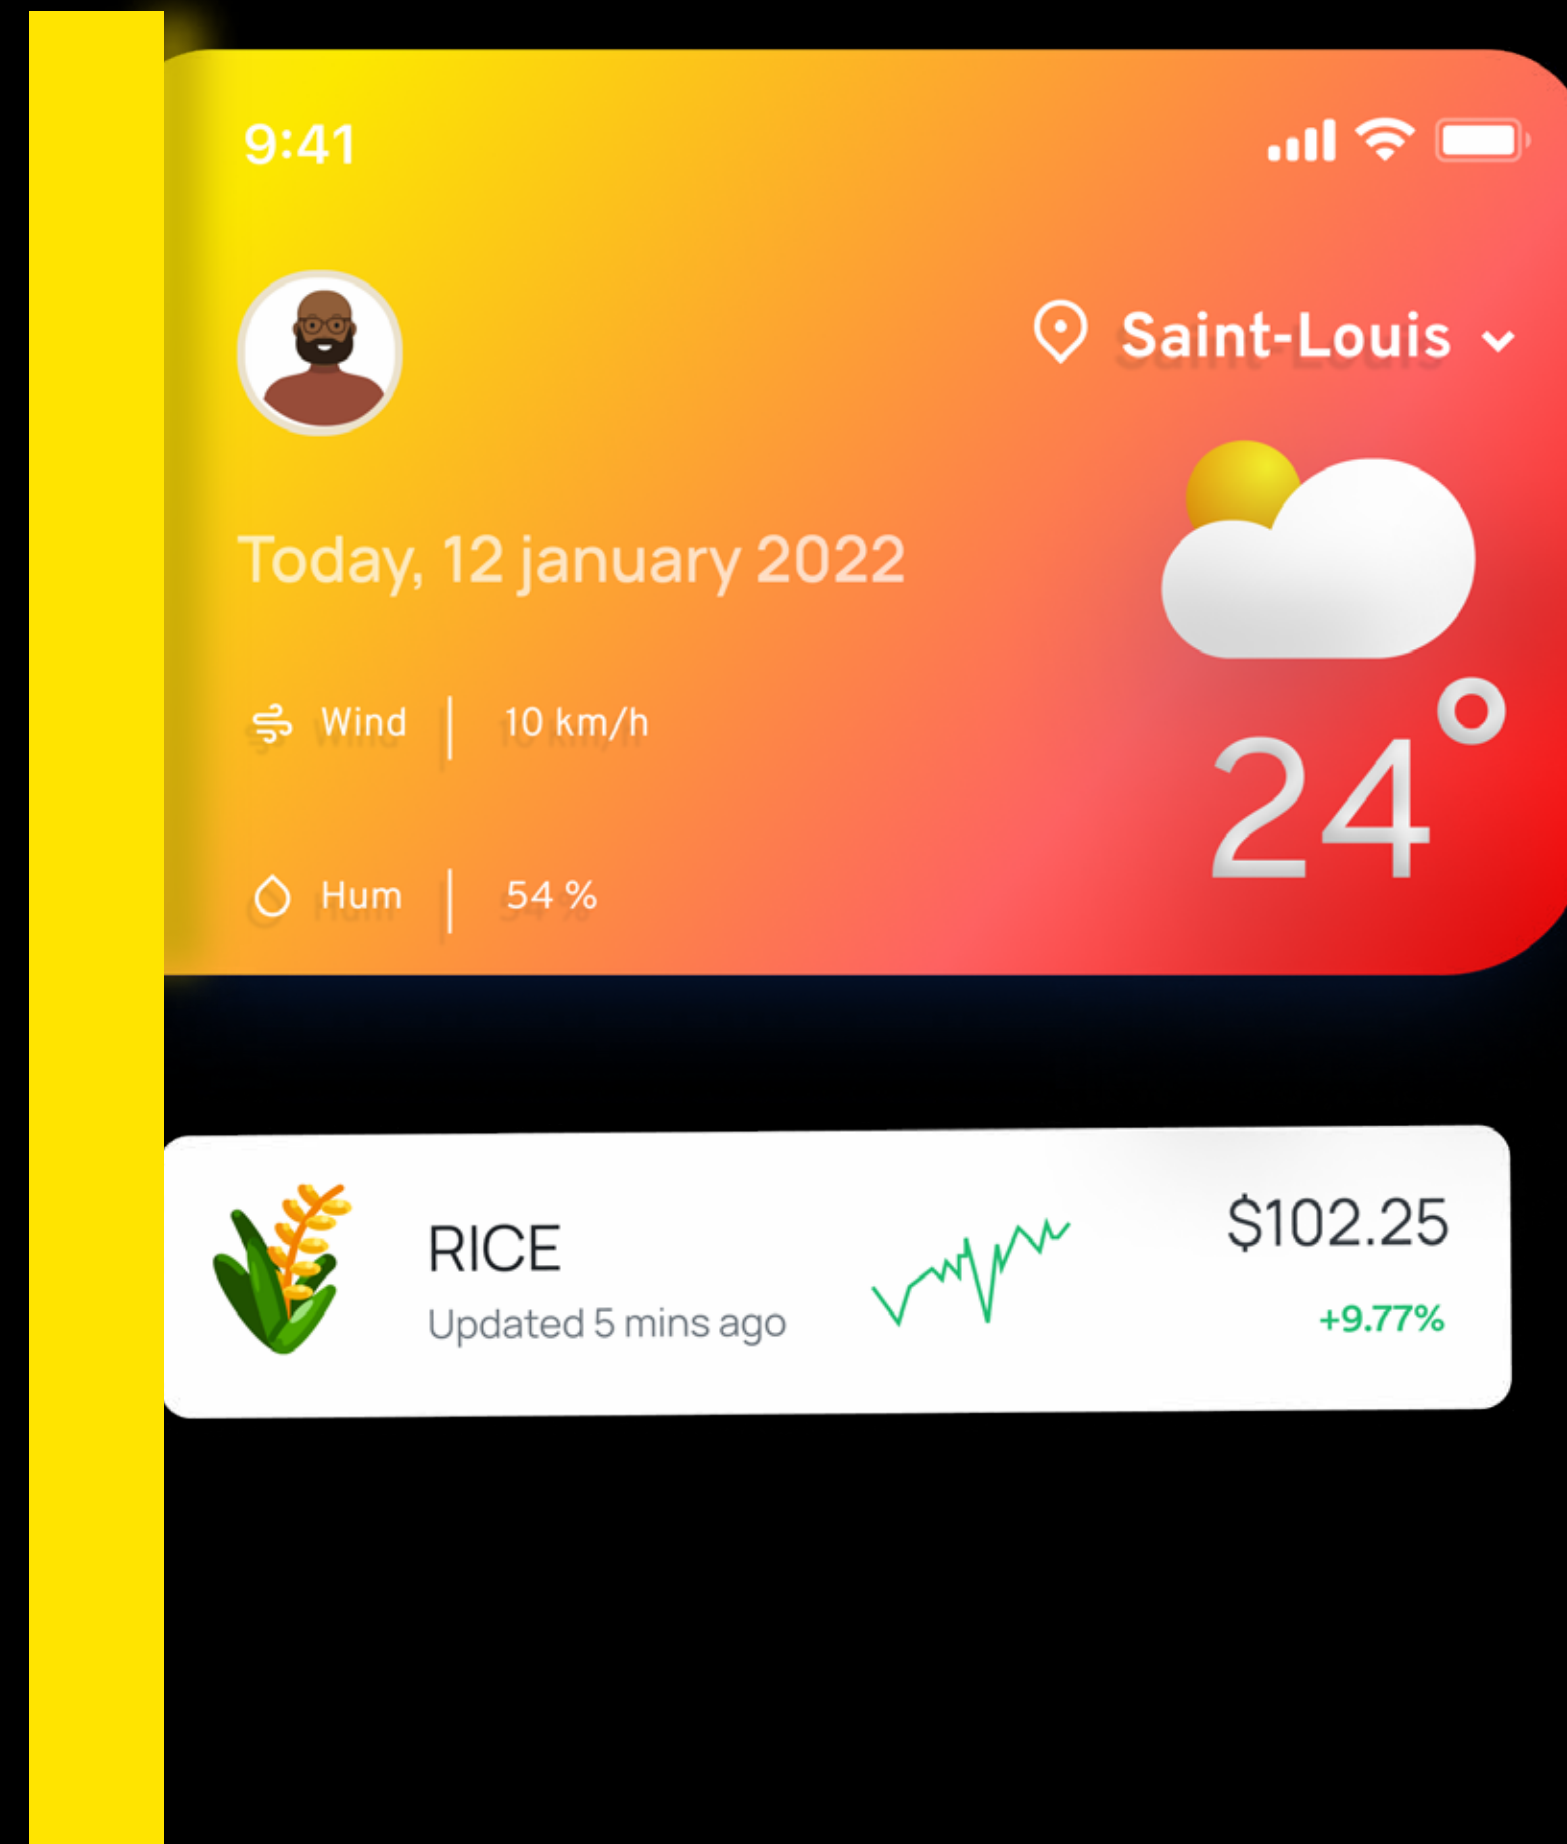 9:41
Saint-Louis
Today, 12 january 2022
Wind 10 km/h
24°
Hum 54 %
RICE
$102.25
Updated 5 mins ago
+9.77%